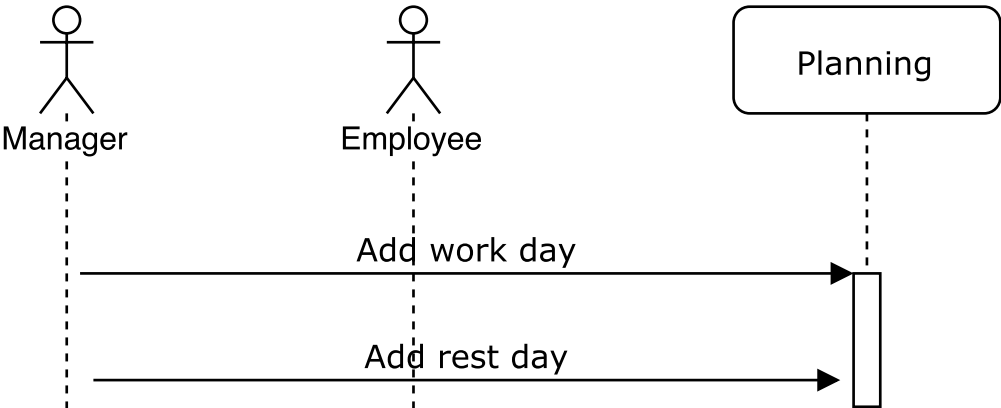 Planning
Manager
Employee
Add work day
Add rest day